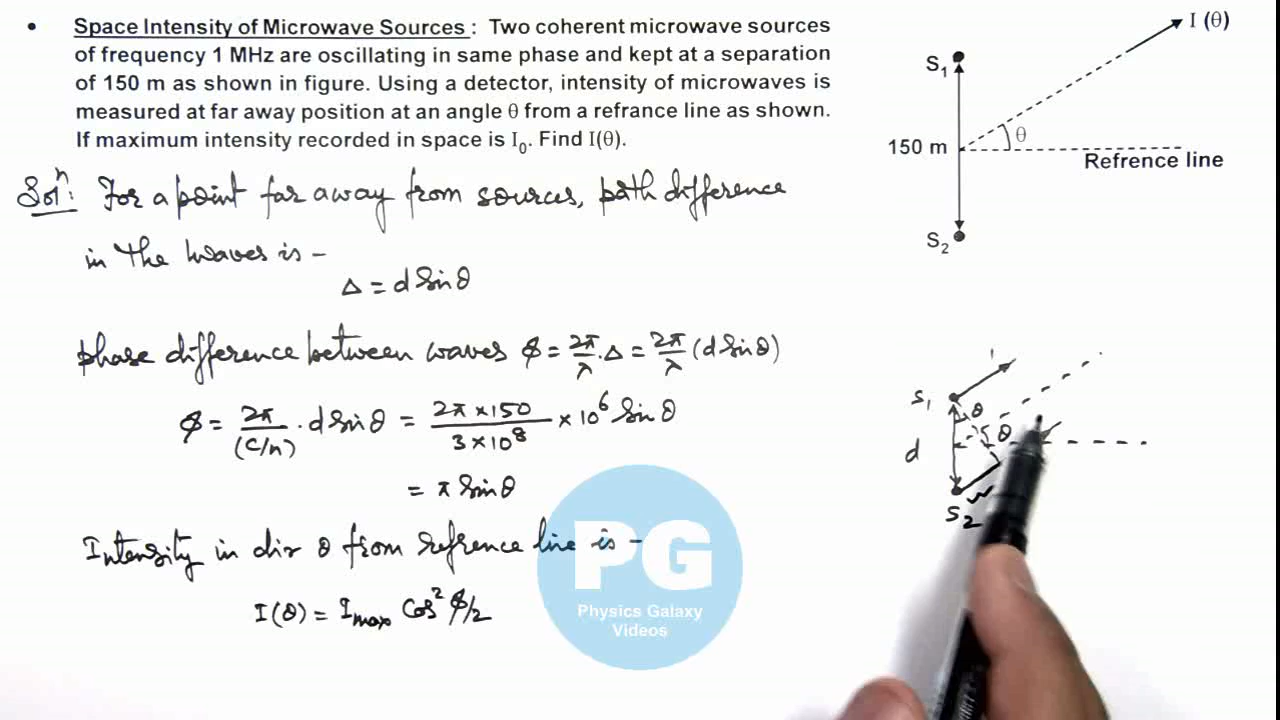 • Space Intensity of Microwave Sources : Two coherent microwave sources
of frequency 1 MHz are oscillating in same phase and kept at a separation
of 150 m as shown in figure. Using a detector, intensity of microwaves is
measured at far away position at an angle θ from a refrance line as shown.
If maximum intensity recorded in space is I₀. Find I(θ).
I (θ)
S₁
θ
150 m
Refrence line
S₂
Solⁿ: For a point far away from sources, path difference
in the waves is –
Δ = d Sin θ
Phase difference between waves φ = 2π/λ · Δ = 2π/λ (d Sin θ)
φ = 2π/(C/n) · d Sin θ = (2π × 150)/(3 × 10⁸) × 10⁶ Sin θ
= π Sin θ
Intensity in dir θ from refrence line is –
I(θ) = Imax Cos² φ/2
S₁
θ
θ
d
S₂
PG
Physics Galaxy
Videos